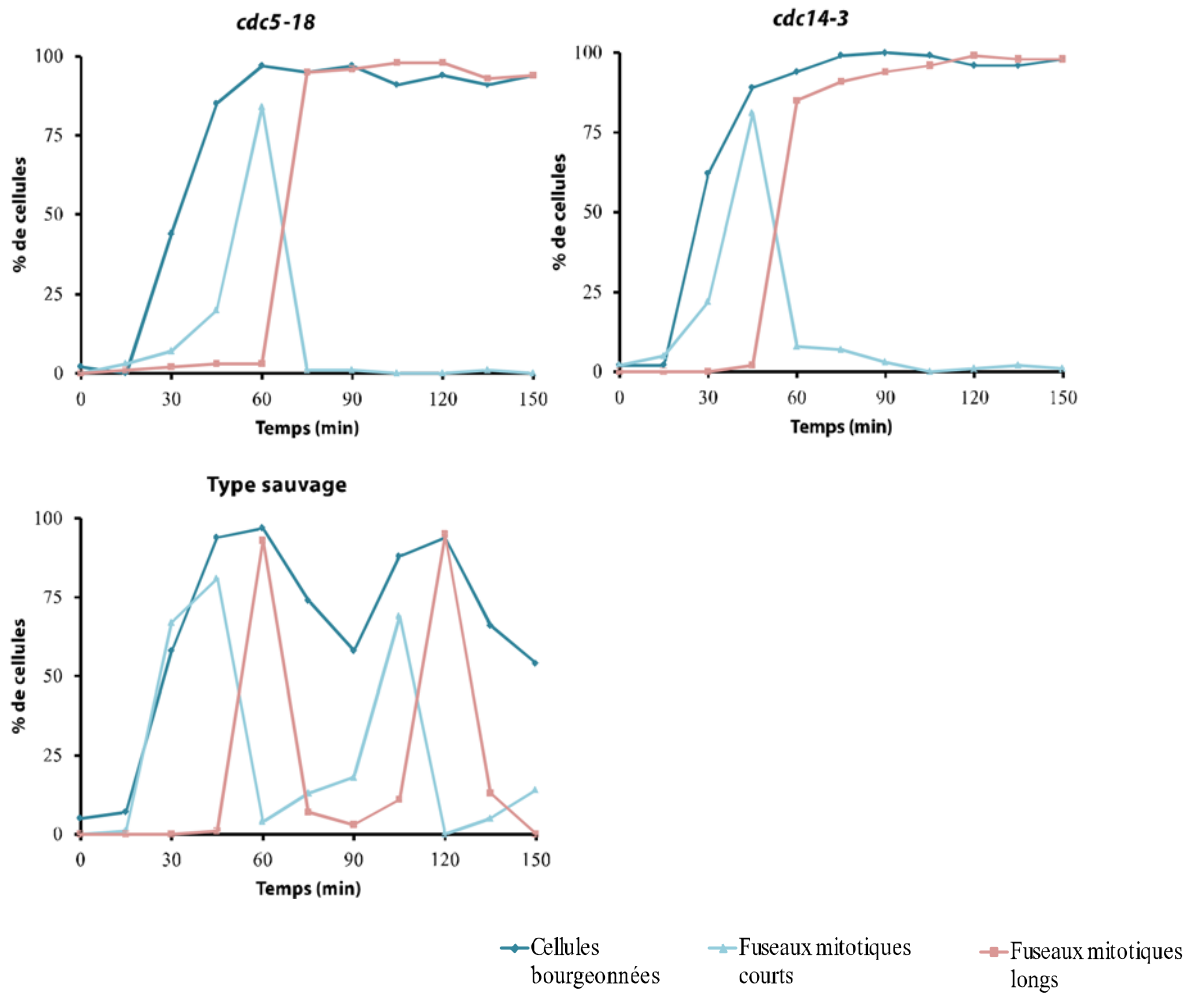 cdc5-18
cdc14-3
% de cellules
100
75
50
25
0
0 30 60 90 120 150
Temps (min)
% de cellules
100
75
50
25
0
0 30 60 90 120 150
Temps (min)
Type sauvage
% de cellules
100
75
50
25
0
0 30 60 90 120 150
Temps (min)
Cellules
bourgeonnées
Fuseaux mitotiques
courts
Fuseaux mitotiques
longs